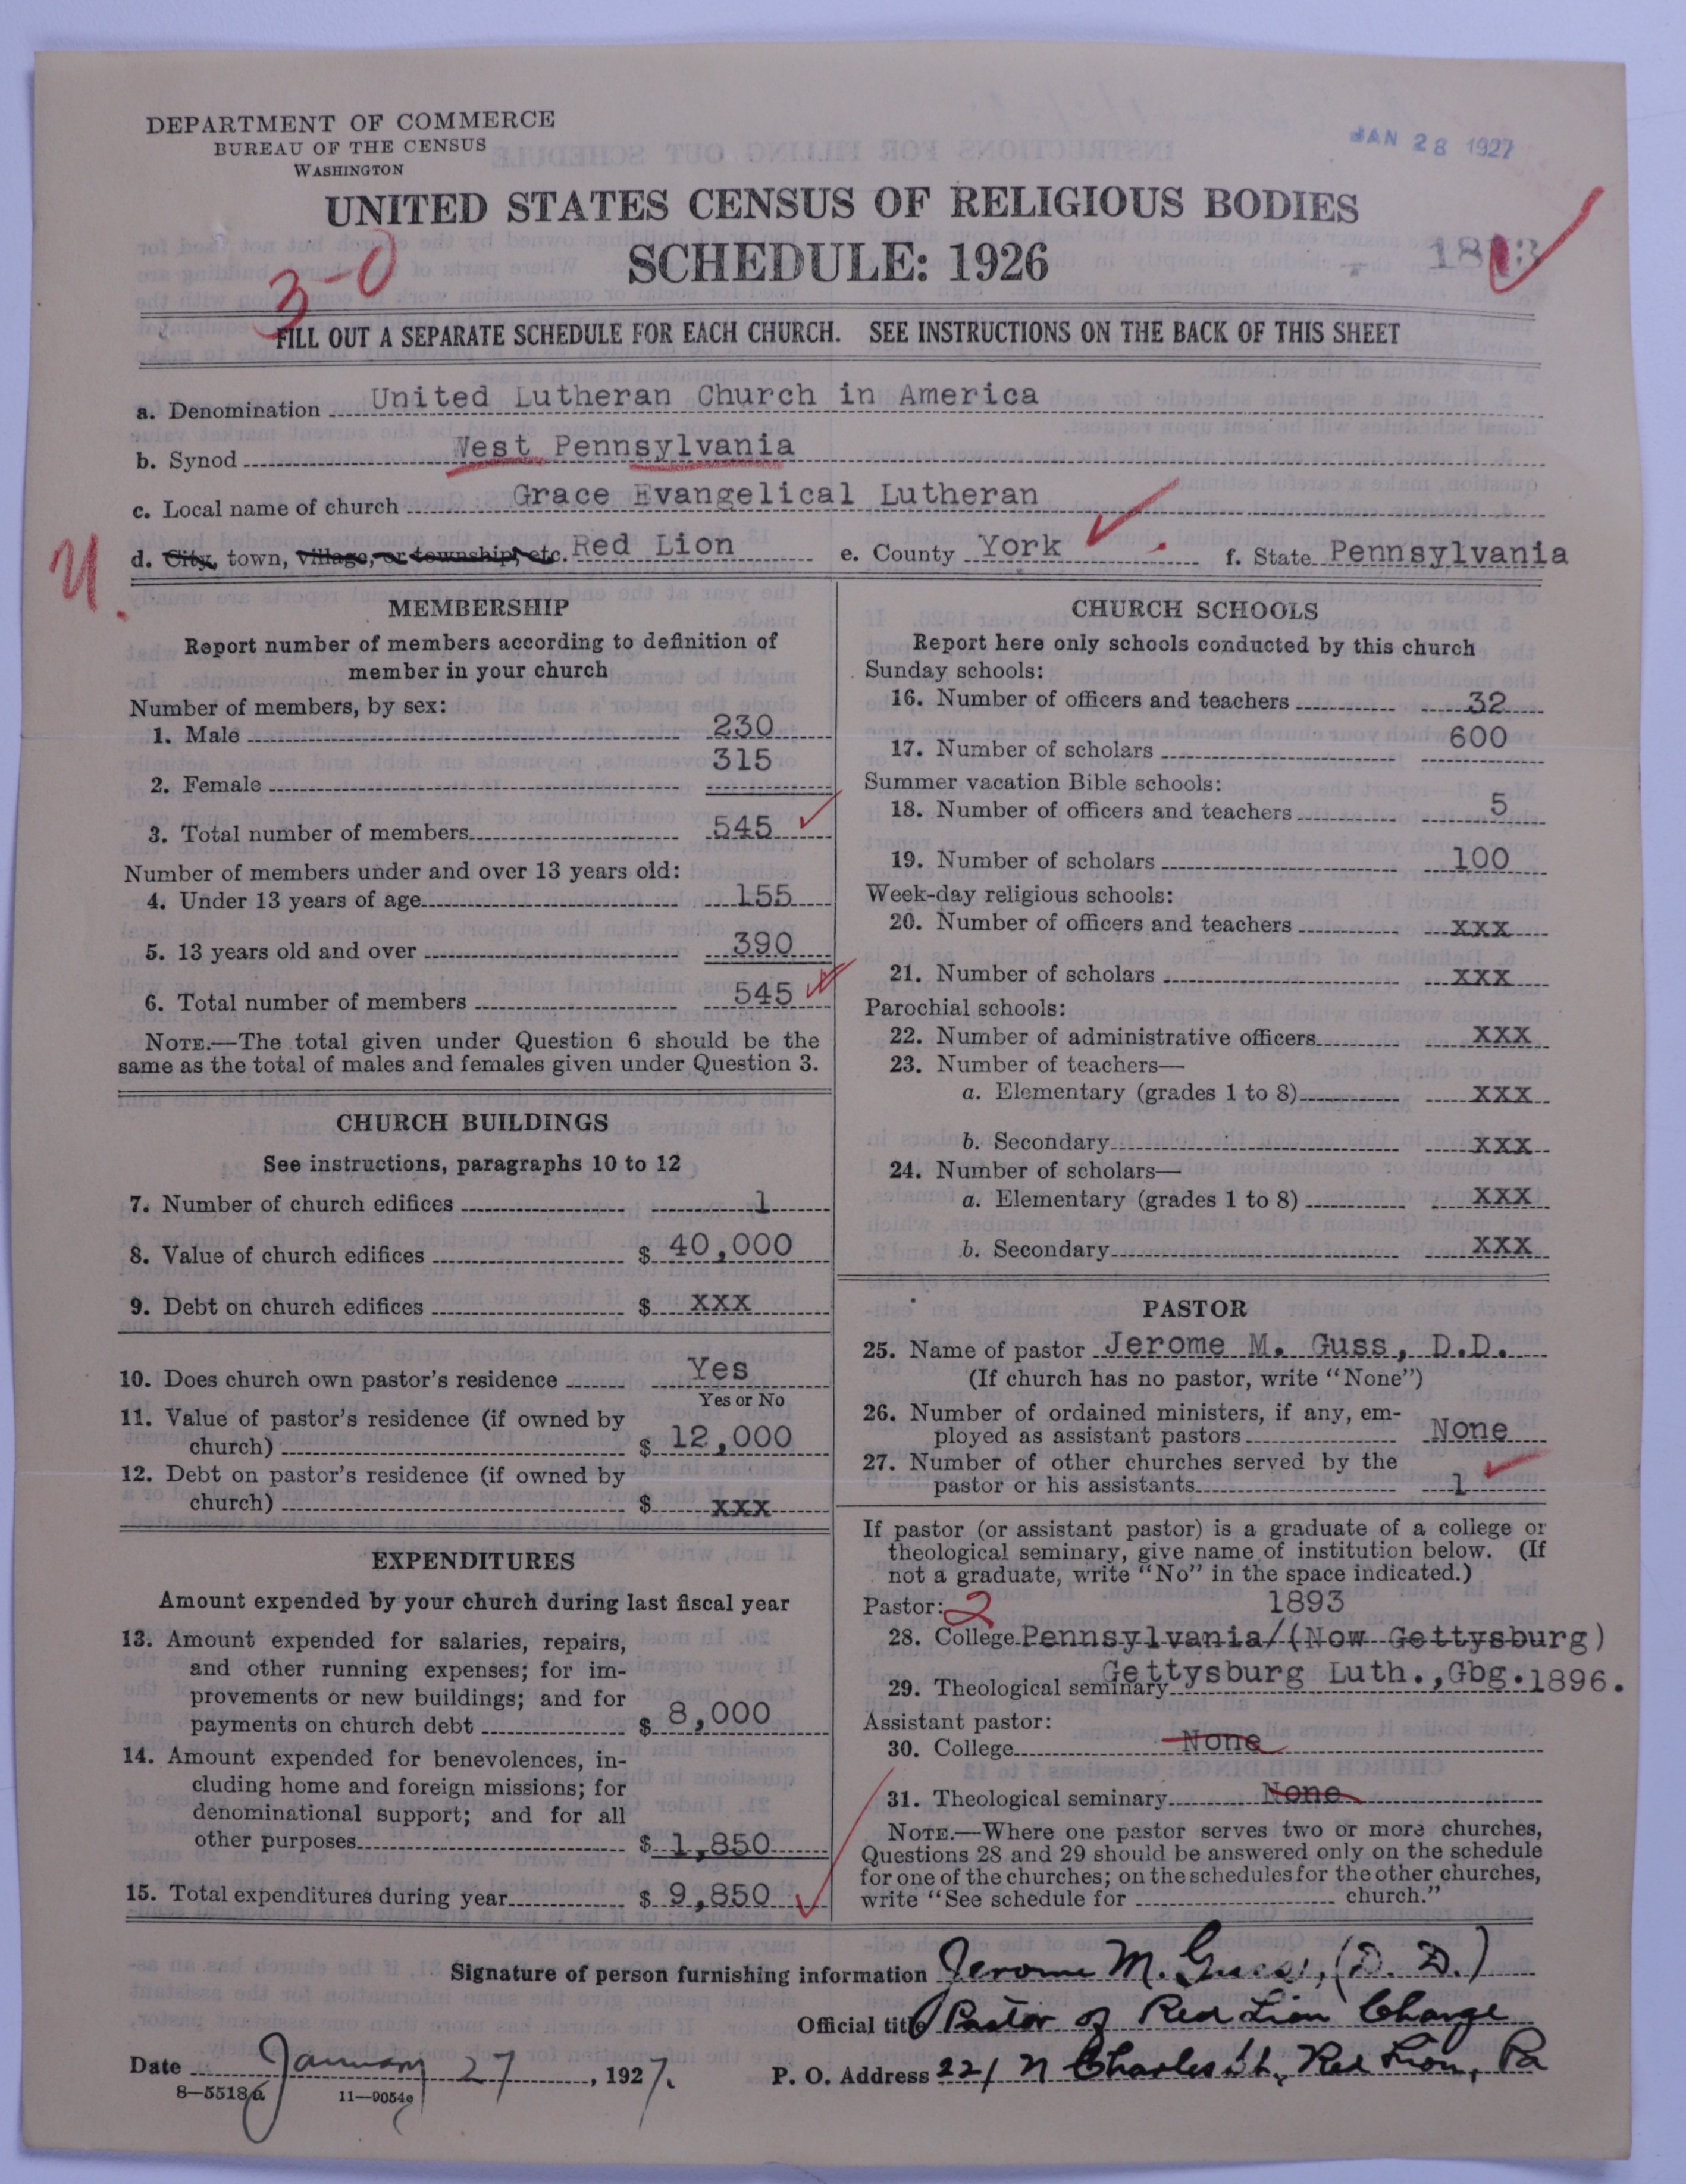 DEPARTMENT OF COMMERCE
BUREAU OF THE CENSUS
WASHINGTON
JAN 28 1927
UNITED STATES CENSUS OF RELIGIOUS BODIES
SCHEDULE: 1926
3-0
FILL OUT A SEPARATE SCHEDULE FOR EACH CHURCH. SEE INSTRUCTIONS ON THE BACK OF THIS SHEET
a. Denomination United Lutheran Church in America
b. Synod West Pennsylvania
c. Local name of church Grace Evangelical Lutheran
d. City, town, village, or township, etc. Red Lion e. County York f. State Pennsylvania
MEMBERSHIP
Report number of members according to definition of
member in your church
Number of members, by sex:
1. Male 230
2. Female 315
3. Total number of members 545
Number of members under and over 13 years old:
4. Under 13 years of age 155
5. 13 years old and over 390
6. Total number of members 545
NOTE.—The total given under Question 6 should be the
same as the total of males and females given under Question 3.
CHURCH BUILDINGS
See instructions, paragraphs 10 to 12
7. Number of church edifices 1
8. Value of church edifices $ 40,000
9. Debt on church edifices $ xxx
10. Does church own pastor's residence Yes
Yes or No
11. Value of pastor's residence (if owned by
church) $ 12,000
12. Debt on pastor's residence (if owned by
church) $ xxx
EXPENDITURES
Amount expended by your church during last fiscal year
13. Amount expended for salaries, repairs,
and other running expenses; for im-
provements or new buildings; and for
payments on church debt $ 8,000
14. Amount expended for benevolences, in-
cluding home and foreign missions; for
denominational support; and for all
other purposes $ 1,850
15. Total expenditures during year $ 9,850
CHURCH SCHOOLS
Report here only schools conducted by this church
Sunday schools:
16. Number of officers and teachers 32
17. Number of scholars 600
Summer vacation Bible schools:
18. Number of officers and teachers 5
19. Number of scholars 100
Week-day religious schools:
20. Number of officers and teachers xxx
21. Number of scholars xxx
Parochial schools:
22. Number of administrative officers xxx
23. Number of teachers—
a. Elementary (grades 1 to 8) xxx
b. Secondary xxx
24. Number of scholars—
a. Elementary (grades 1 to 8) xxx
b. Secondary xxx
PASTOR
25. Name of pastor Jerome M. Guss, D.D.
(If church has no pastor, write "None")
26. Number of ordained ministers, if any, em-
ployed as assistant pastors None
27. Number of other churches served by the
pastor or his assistants 1
If pastor (or assistant pastor) is a graduate of a college or
theological seminary, give name of institution below. (If
not a graduate, write "No" in the space indicated.)
Pastor: 2 1893
28. College Pennsylvania/(Now Gettysburg)
29. Theological seminary Gettysburg Luth.,Gbg.1896.
Assistant pastor:
30. College None
31. Theological seminary None
NOTE.—Where one pastor serves two or more churches,
Questions 28 and 29 should be answered only on the schedule
for one of the churches; on the schedules for the other churches,
write "See schedule for church."
Signature of person furnishing information Jerome M. Guss, (D. D.)
Official title Pastor of Red Lion Charge
Date January 27, 1927. P. O. Address 221 N Charles St., Red Lion, Pa
8—5518a 11—9054e